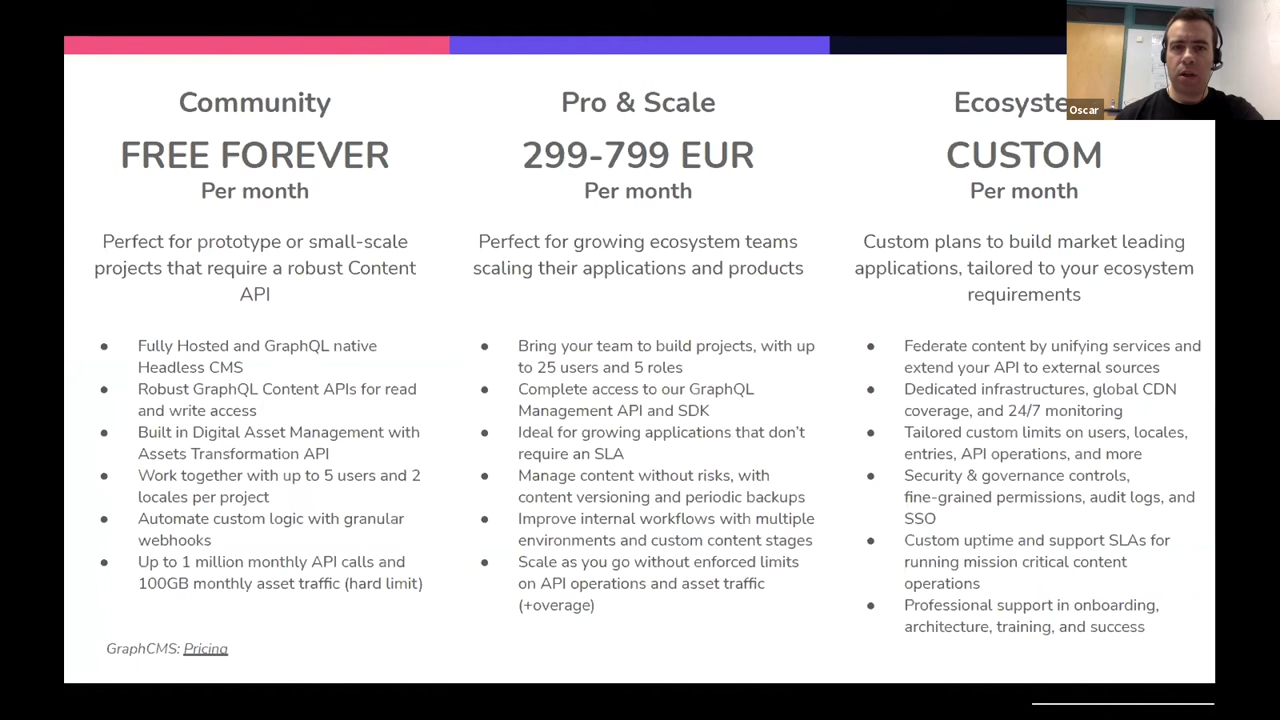 Community
FREE FOREVER
Per month
Perfect for prototype or small-scale
projects that require a robust Content
API
● Fully Hosted and GraphQL native
Headless CMS
● Robust GraphQL Content APIs for read
and write access
● Built in Digital Asset Management with
Assets Transformation API
● Work together with up to 5 users and 2
locales per project
● Automate custom logic with granular
webhooks
● Up to 1 million monthly API calls and
100GB monthly asset traffic (hard limit)
GraphCMS: Pricing
Pro & Scale
299-799 EUR
Per month
Perfect for growing ecosystem teams
scaling their applications and products
● Bring your team to build projects, with up
to 25 users and 5 roles
● Complete access to our GraphQL
Management API and SDK
● Ideal for growing applications that don’t
require an SLA
● Manage content without risks, with
content versioning and periodic backups
● Improve internal workflows with multiple
environments and custom content stages
● Scale as you go without enforced limits
on API operations and asset traffic
(+overage)
Ecosyste
CUSTOM
Per month
Custom plans to build market leading
applications, tailored to your ecosystem
requirements
● Federate content by unifying services and
extend your API to external sources
● Dedicated infrastructures, global CDN
coverage, and 24/7 monitoring
● Tailored custom limits on users, locales,
entries, API operations, and more
● Security & governance controls,
fine-grained permissions, audit logs, and
SSO
● Custom uptime and support SLAs for
running mission critical content
operations
● Professional support in onboarding,
architecture, training, and success
Oscar